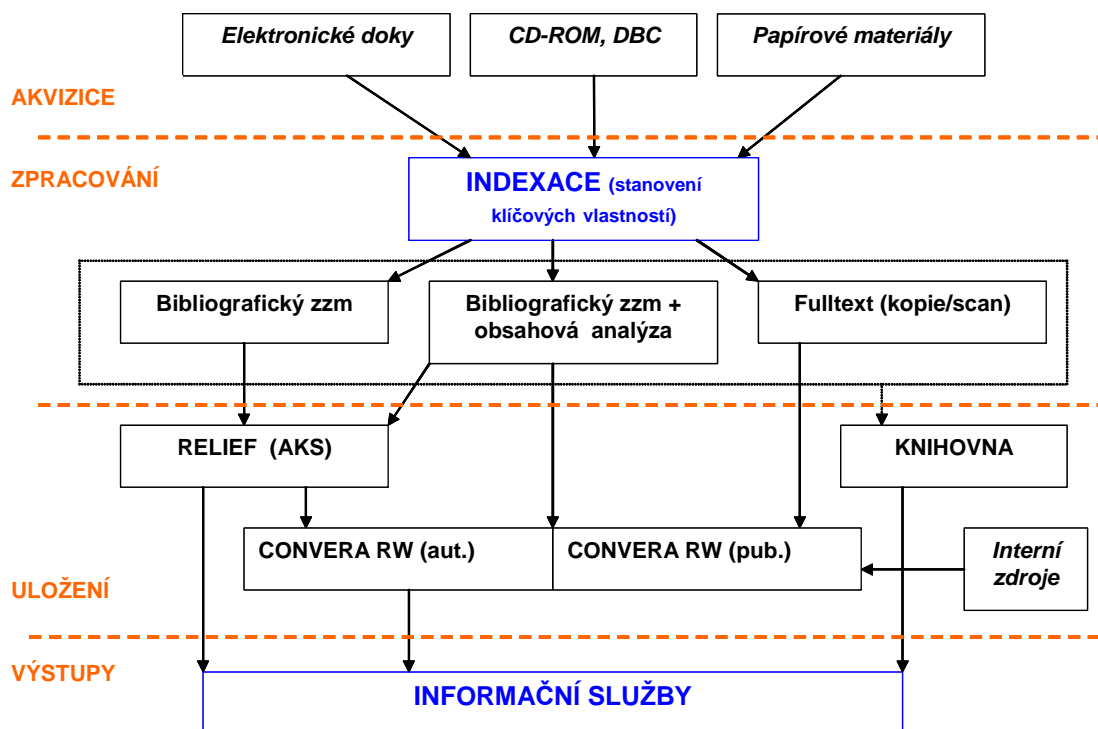 Elektronické doky
CD-ROM, DBC
Papírové materiály
AKVIZICE
ZPRACOVÁNÍ
INDEXACE (stanovení
klíčových vlastností)
Bibliografický zzm
Bibliografický zzm +
obsahová analýza
Fulltext (kopie/scan)
RELIEF (AKS)
KNIHOVNA
CONVERA RW (aut.)
CONVERA RW (pub.)
Interní
zdroje
ULOŽENÍ
VÝSTUPY
INFORMAČNÍ SLUŽBY